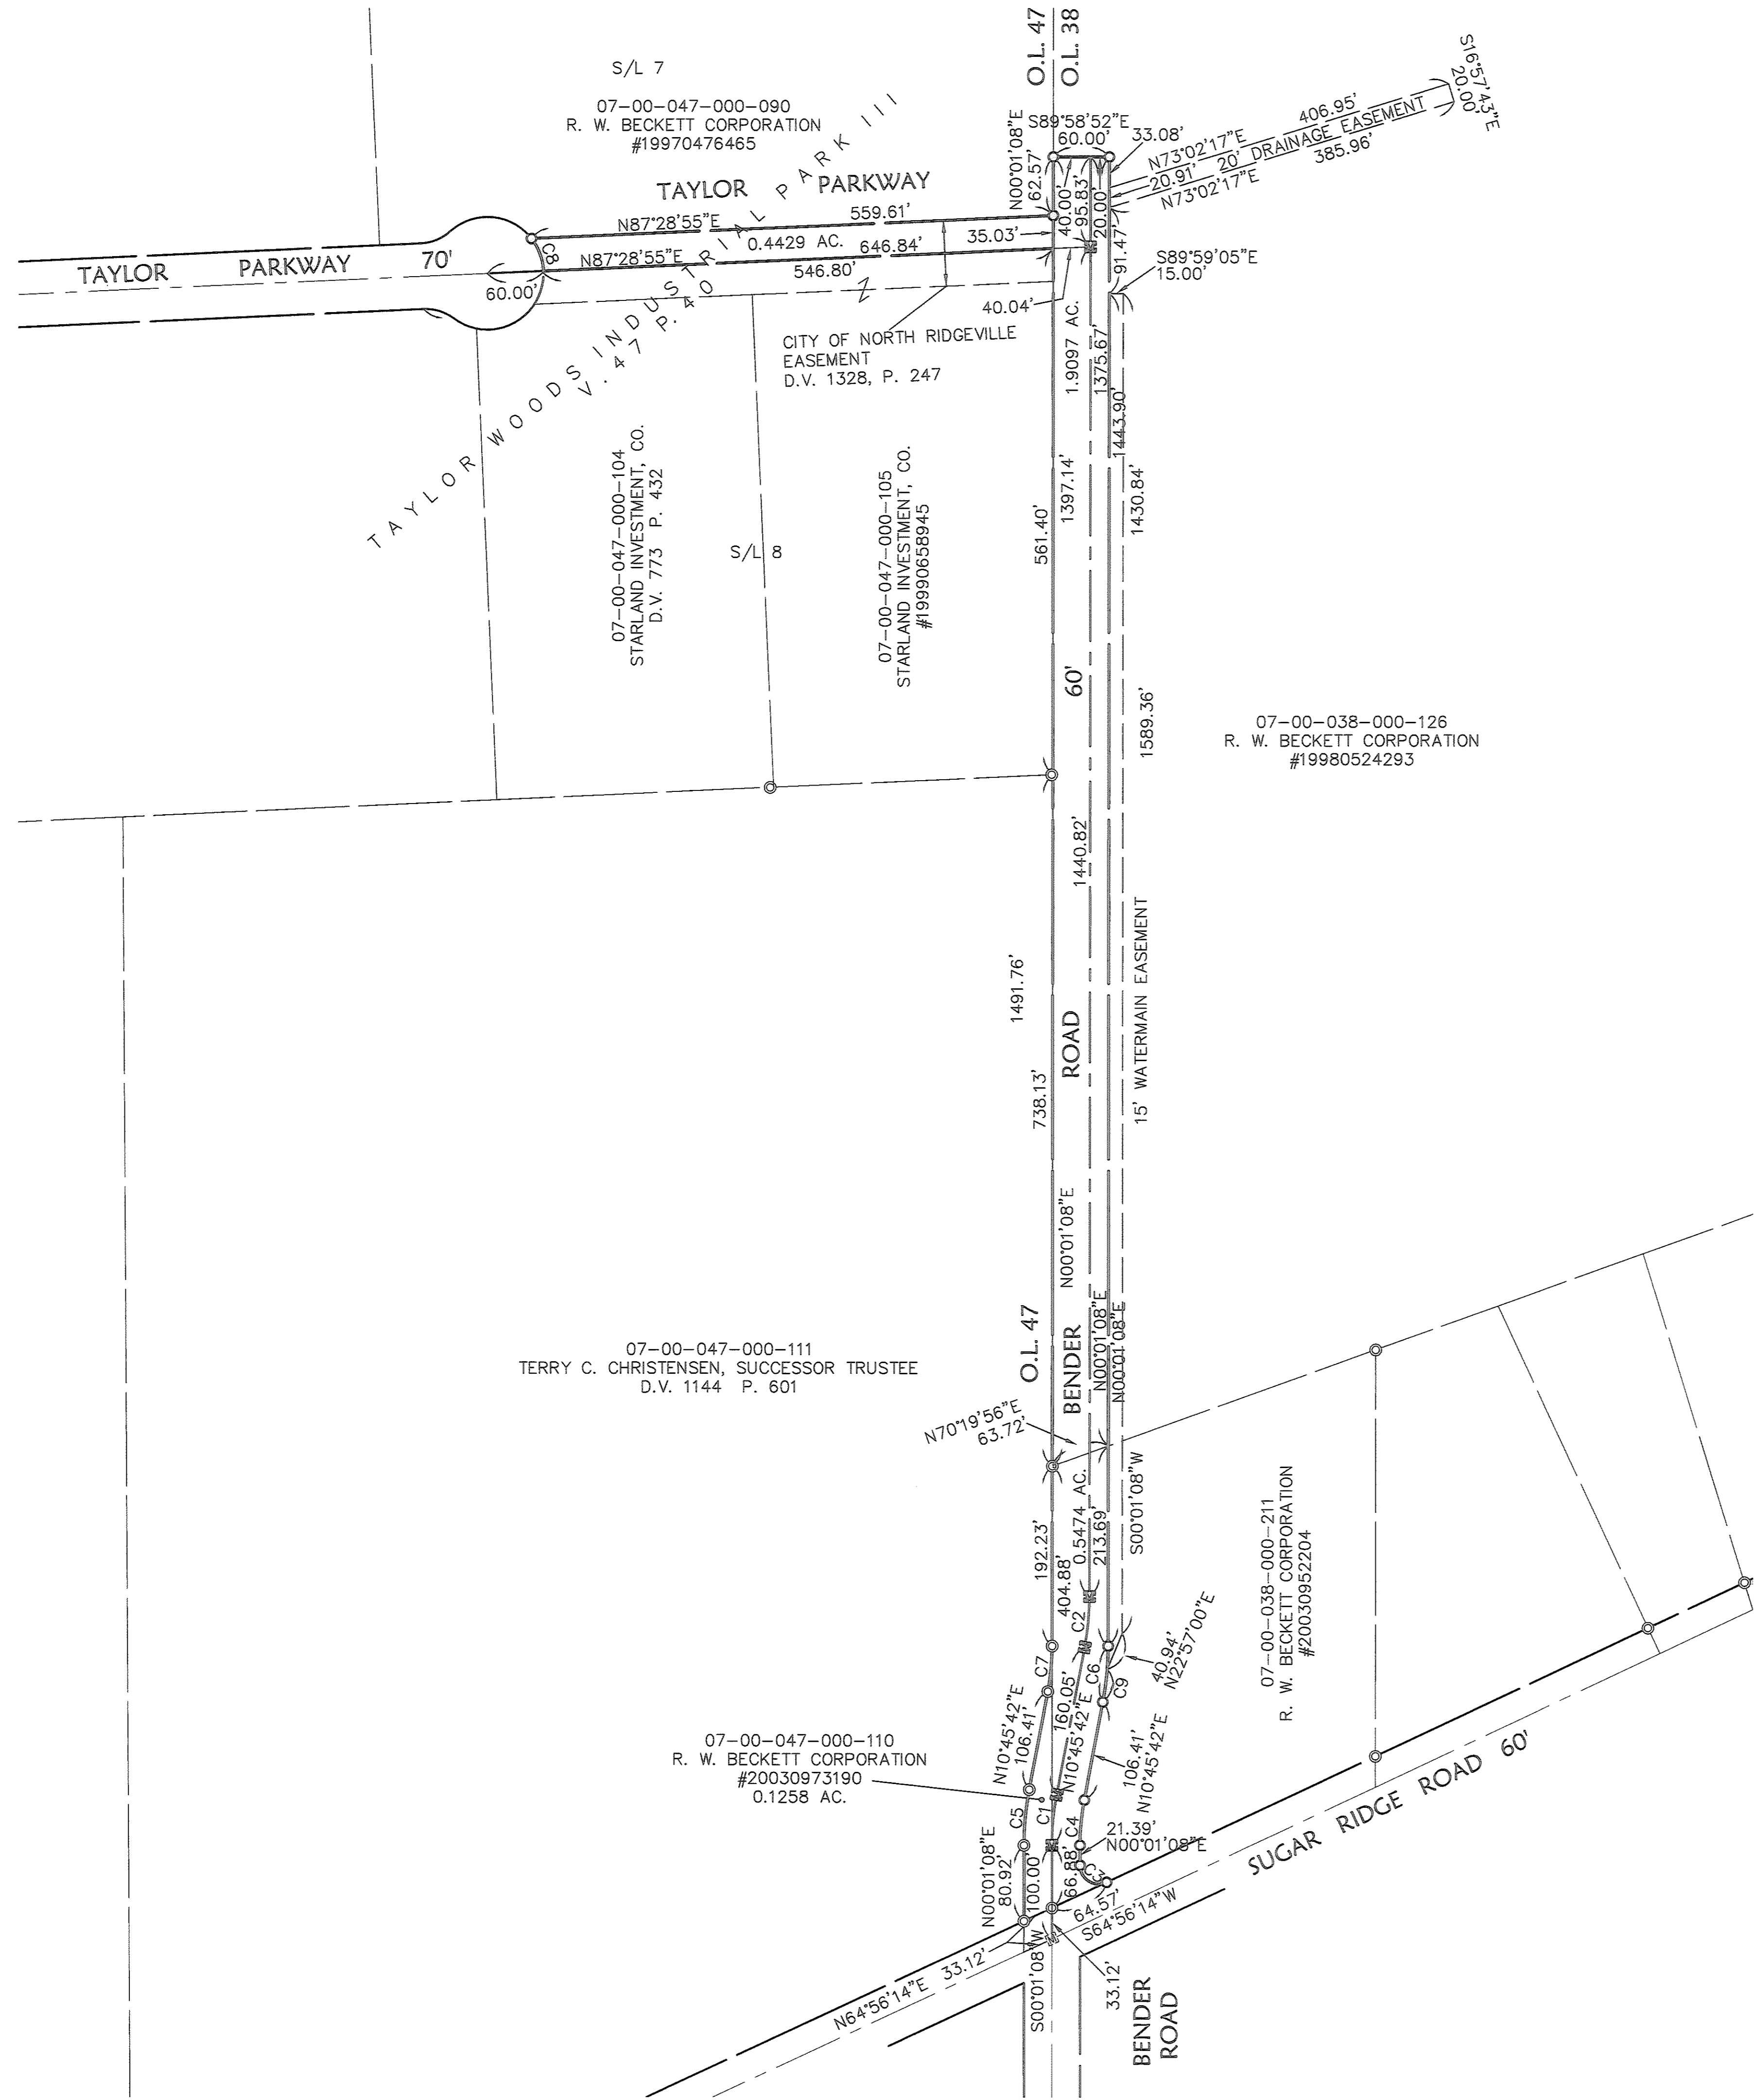 O.L. 47
O.L. 38
S/L 7
07-00-047-000-090
R. W. BECKETT CORPORATION
#19970476465
TAYLOR WOODS INDUSTRIAL PARK III
V. 47 P. 40
TAYLOR PARKWAY
N00°01'08"E
62.57'
S89°58'52"E
60.00'
33.08'
N73°02'17"E
406.95'
S16°57'43"E
20.00'
20' DRAINAGE EASEMENT
20.91'
385.96'
N73°02'17"E
40.00'
95.83'
20.00'
91.47'
S89°59'05"E
15.00'
N87°28'55"E
559.61'
0.4429 AC.
35.03'
C8
N87°28'55"E
646.84'
546.80'
Z
40.04'
TAYLOR PARKWAY 70'
60.00'
CITY OF NORTH RIDGEVILLE
EASEMENT
D.V. 1328, P. 247
1.9097 AC.
1375.67'
1443.90'
1397.14'
1430.84'
561.40'
07-00-047-000-104
STARLAND INVESTMENT, CO.
D.V. 773 P. 432
S/L 8
07-00-047-000-105
STARLAND INVESTMENT, CO.
#19990658945
60'
1589.36'
07-00-038-000-126
R. W. BECKETT CORPORATION
#19980524293
1440.82'
1491.76'
15' WATERMAIN EASEMENT
ROAD
738.13'
N00°01'08"E
O.L. 47
BENDER
N00°01'08"E
N00°01'08"E
07-00-047-000-111
TERRY C. CHRISTENSEN, SUCCESSOR TRUSTEE
D.V. 1144 P. 601
N70°19'56"E
63.72'
0.5474 AC.
S00°01'08"W
192.23'
404.88'
213.69'
07-00-038-000-211
R. W. BECKETT CORPORATION
#20030952204
C2
C7
C6
C9
40.94'
N22°57'00"E
N10°45'42"E
106.41'
160.05'
N10°45'42"E
106.41'
N10°45'42"E
07-00-047-000-110
R. W. BECKETT CORPORATION
#20030973190
0.1258 AC.
C5
C1
C4
21.39'
N00°01'08"E
C3
N00°01'08"E
80.92'
100.00'
66.88'
64.57'
S64°56'14"W
SUGAR RIDGE ROAD 60'
N64°56'14"E
33.12'
S00°01'08"W
M
33.12'
BENDER
ROAD